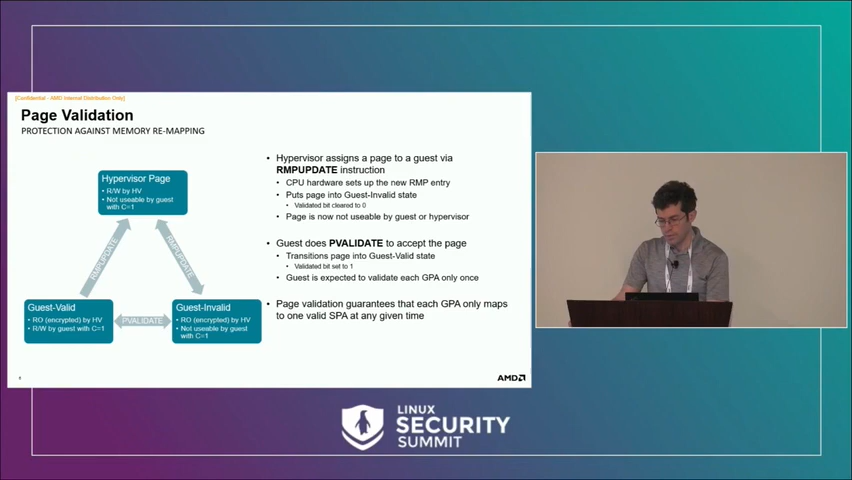 [Confidential - AMD Internal Distribution Only]
Page Validation
PROTECTION AGAINST MEMORY RE-MAPPING
Hypervisor Page
• R/W by HV
• Not useable by guest
with C=1
RMPUPDATE
RMPUPDATE
Guest-Valid
• RO (encrypted) by HV
• R/W by guest with C=1
PVALIDATE
Guest-Invalid
• RO (encrypted) by HV
• Not useable by guest
with C=1
• Hypervisor assigns a page to a guest via
RMPUPDATE instruction
• CPU hardware sets up the new RMP entry
• Puts page into Guest-Invalid state
• Validated bit cleared to 0
• Page is now not useable by guest or hypervisor
• Guest does PVALIDATE to accept the page
• Transitions page into Guest-Valid state
• Validated bit set to 1
• Guest is expected to validate each GPA only once
• Page validation guarantees that each GPA only maps
to one valid SPA at any given time
AMD
LINUX
SECURITY
SUMMIT